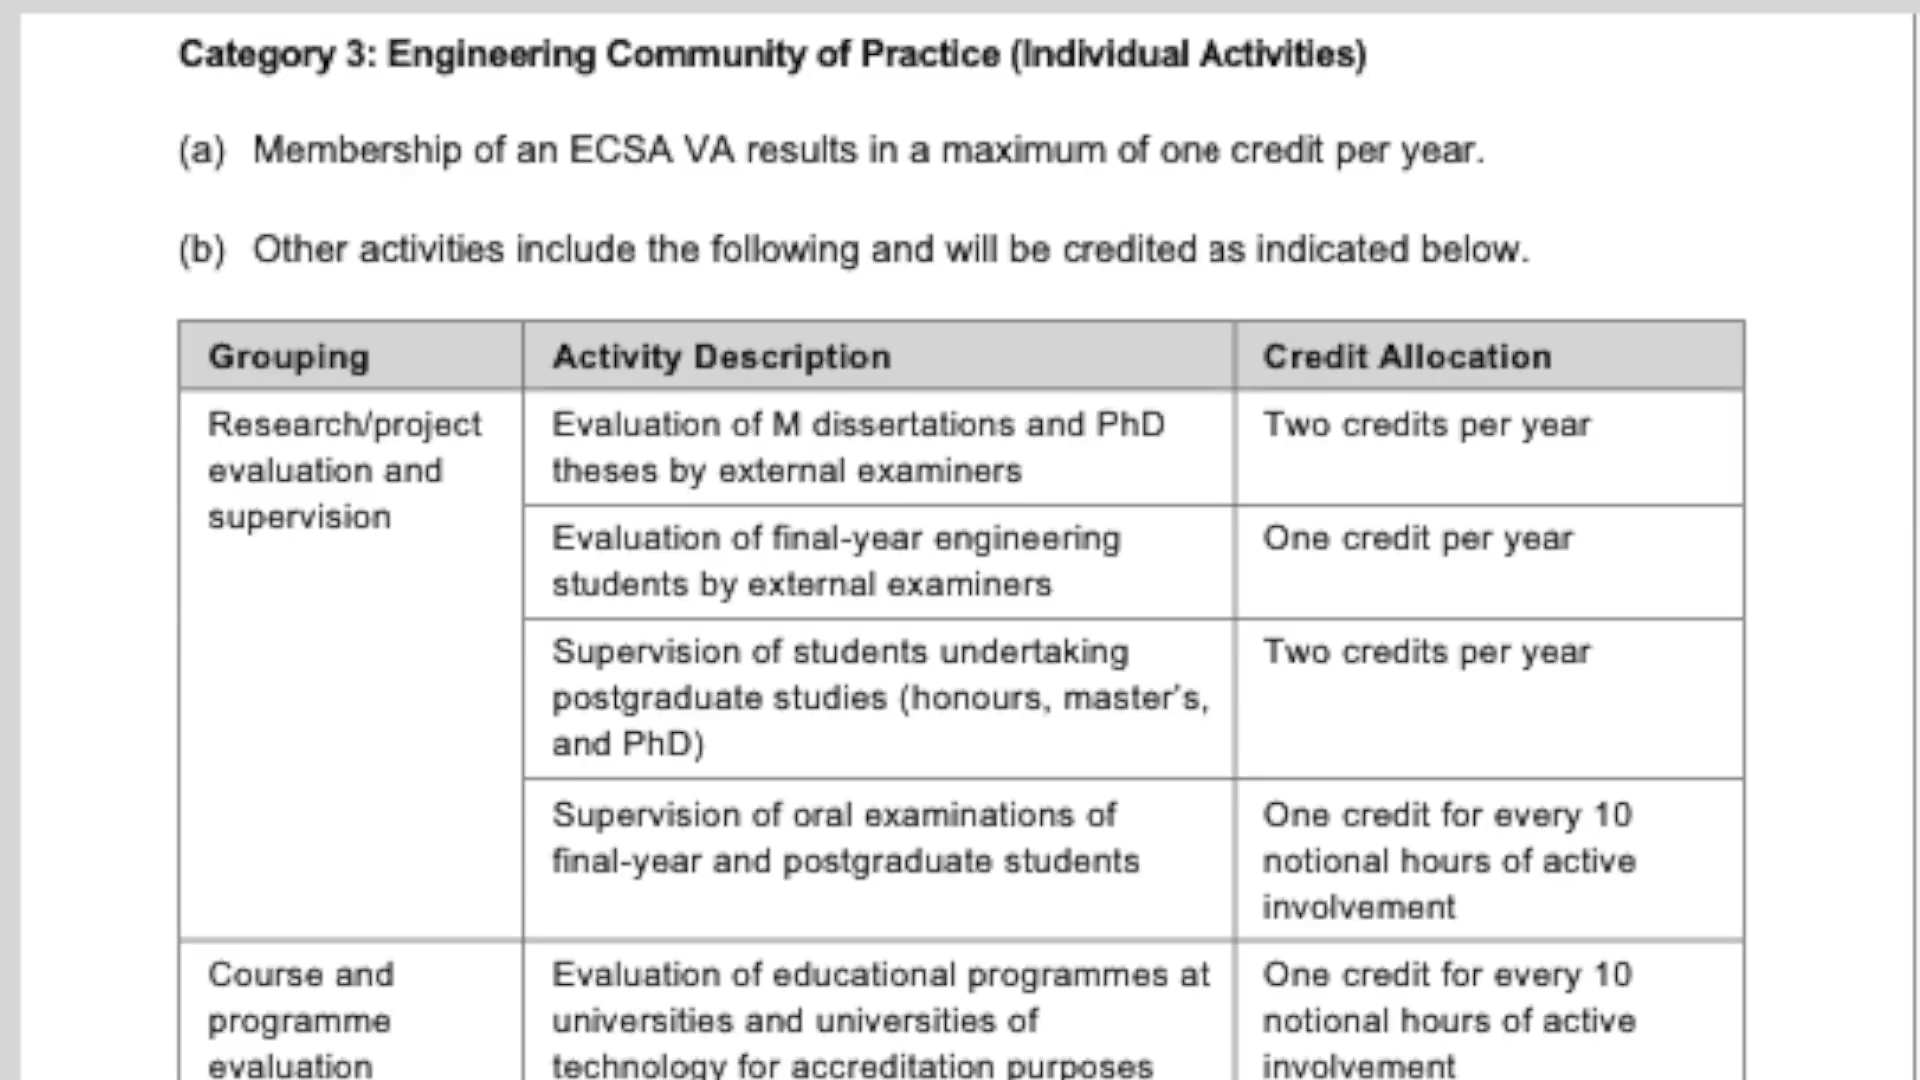 Category 3: Engineering Community of Practice (Individual Activities)
(a) Membership of an ECSA VA results in a maximum of one credit per year.
(b) Other activities include the following and will be credited as indicated below.
Grouping
Activity Description
Credit Allocation
Research/project
evaluation and
supervision
Evaluation of M dissertations and PhD
theses by external examiners
Two credits per year
Evaluation of final-year engineering
students by external examiners
One credit per year
Supervision of students undertaking
postgraduate studies (honours, master's,
and PhD)
Two credits per year
Supervision of oral examinations of
final-year and postgraduate students
One credit for every 10
notional hours of active
involvement
Course and
programme
evaluation
Evaluation of educational programmes at
universities and universities of
technology for accreditation purposes
One credit for every 10
notional hours of active
involvement